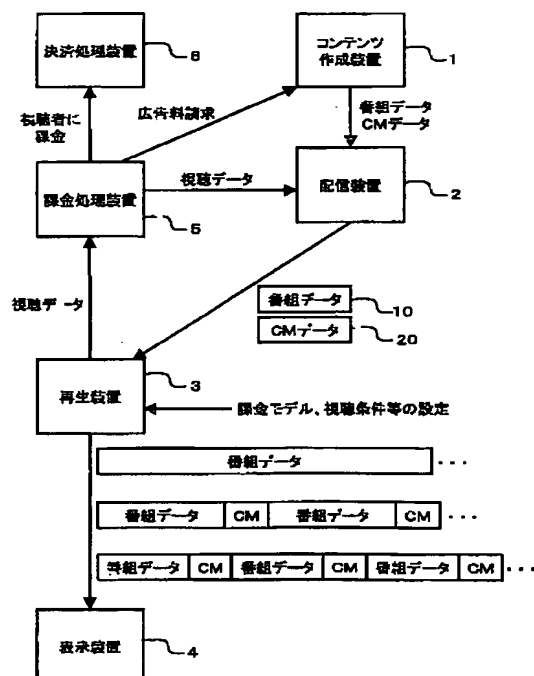 決済処理装置
6
コンテンツ
作成装置
1
視聴者に
課金
広告料請求
番組データ
CMデータ
課金処理装置
5
視聴データ
配信装置
2
視聴データ
番組データ
10
CMデータ
20
再生装置
3
課金モデル、視聴条件等の設定
番組データ
・・・
番組データ CM 番組データ CM ・・・
番組データ CM 番組データ CM 番組データ CM ・・・
表示装置
4